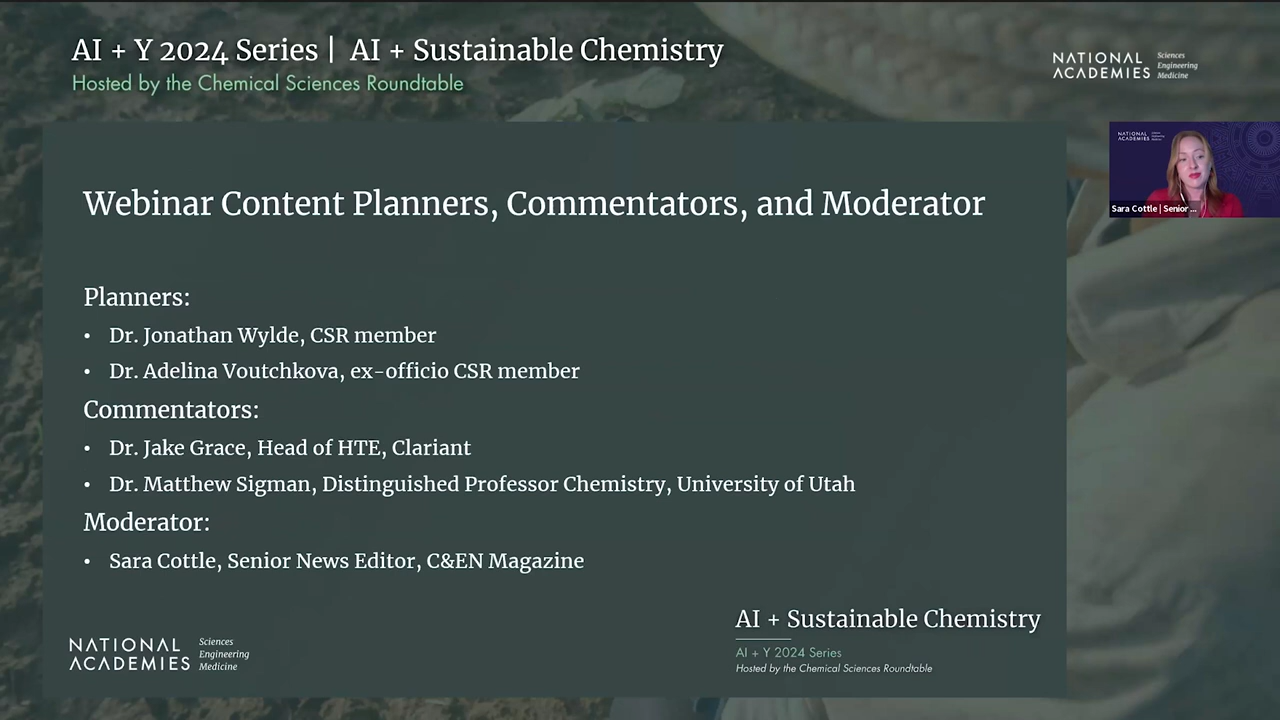 AI + Y 2024 Series | AI + Sustainable Chemistry
Hosted by the Chemical Sciences Roundtable
NATIONAL ACADEMIES
Sciences
Engineering
Medicine
NATIONAL ACADEMIES
Sara Cottle | Senior ...
Webinar Content Planners, Commentators, and Moderator
Planners:
• Dr. Jonathan Wylde, CSR member
• Dr. Adelina Voutchkova, ex-officio CSR member
Commentators:
• Dr. Jake Grace, Head of HTE, Clariant
• Dr. Matthew Sigman, Distinguished Professor Chemistry, University of Utah
Moderator:
• Sara Cottle, Senior News Editor, C&EN Magazine
NATIONAL ACADEMIES
Sciences
Engineering
Medicine
AI + Sustainable Chemistry
AI + Y 2024 Series
Hosted by the Chemical Sciences Roundtable